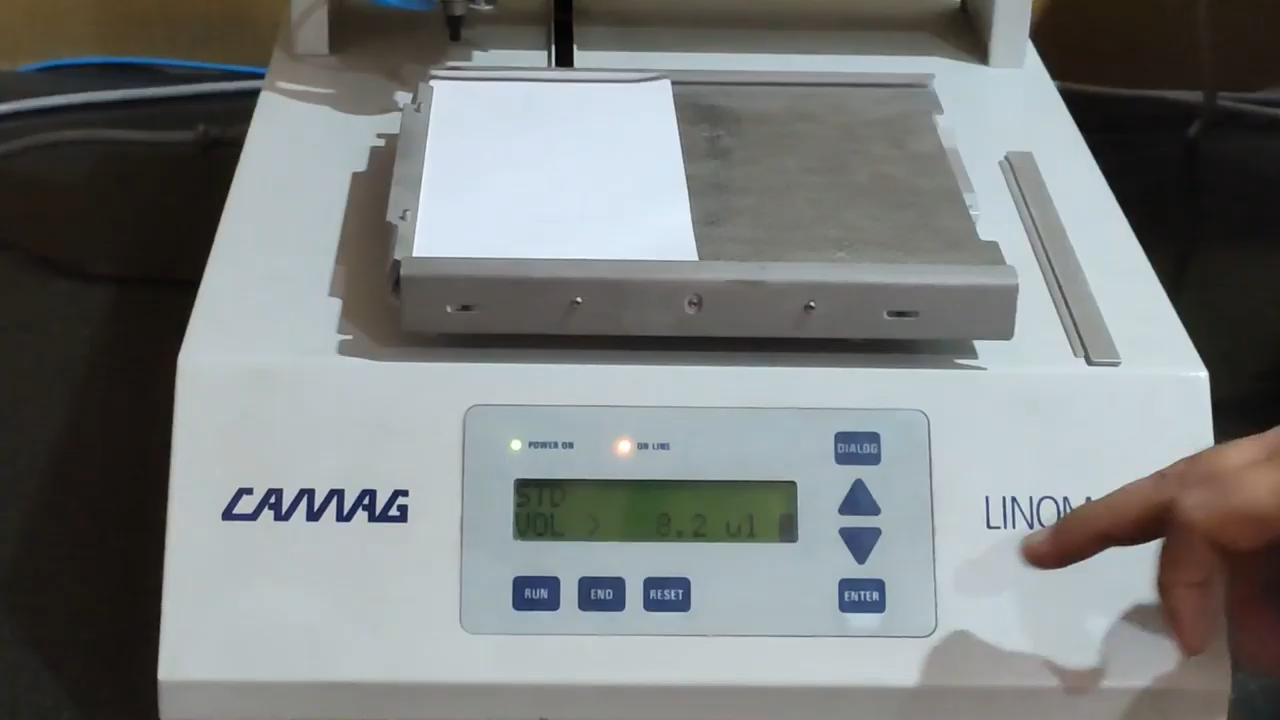 POWER ON
ON LINE
DIALOG
STD
VOL > 8.2 ul
CAMAG
LINOM
RUN
END
RESET
ENTER